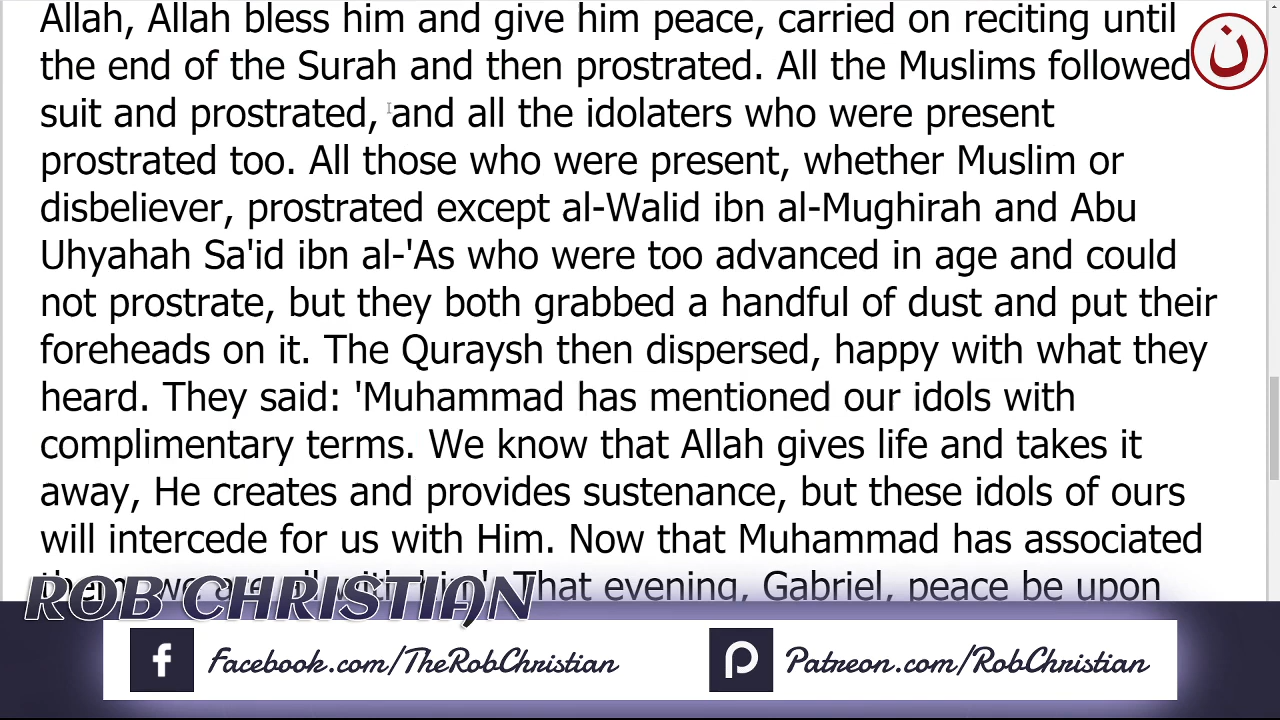 Allah, Allah bless him and give him peace, carried on reciting until
the end of the Surah and then prostrated. All the Muslims followed
suit and prostrated, and all the idolaters who were present
prostrated too. All those who were present, whether Muslim or
disbeliever, prostrated except al-Walid ibn al-Mughirah and Abu
Uhyahah Sa'id ibn al-'As who were too advanced in age and could
not prostrate, but they both grabbed a handful of dust and put their
foreheads on it. The Quraysh then dispersed, happy with what they
heard. They said: 'Muhammad has mentioned our idols with
complimentary terms. We know that Allah gives life and takes it
away, He creates and provides sustenance, but these idols of ours
will intercede for us with Him. Now that Muhammad has associated
them, we are all with him'. That evening, Gabriel, peace be upon
ن
ROB CHRISTIAN
Facebook.com/TheRobChristian
Patreon.com/RobChristian